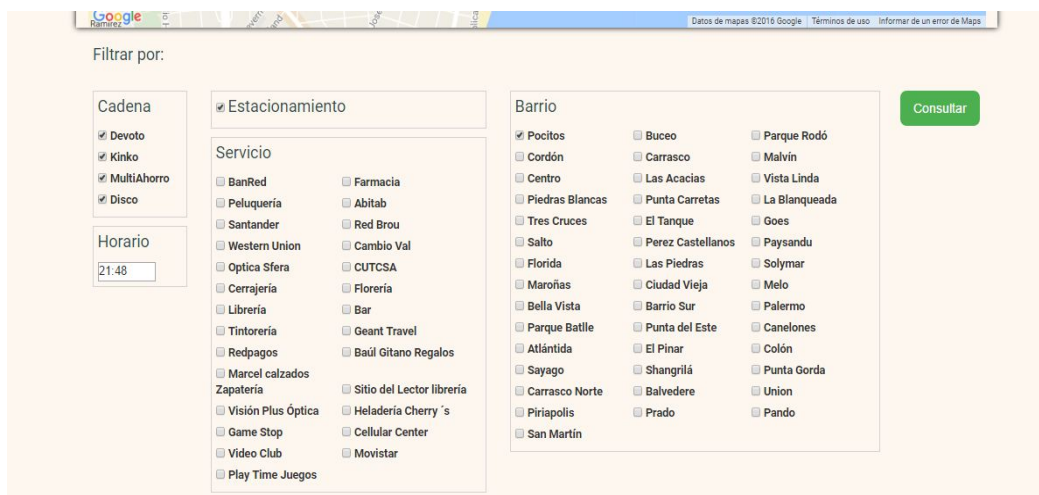 Google
Ramírez
Datos de mapas ©2016 Google Términos de uso Informar de un error de Maps
Filtrar por:
Cadena
Devoto
Kinko
MultiAhorro
Disco
Horario
21:48
Estacionamiento
Servicio
BanRed Farmacia
Peluquería Abitab
Santander Red Brou
Western Union Cambio Val
Optica Sfera CUTCSA
Cerrajería Florería
Librería Bar
Tintorería Geant Travel
Redpagos Baúl Gitano Regalos
Marcel calzados
Zapatería Sitio del Lector librería
Visión Plus Óptica Heladería Cherry ´s
Game Stop Cellular Center
Video Club Movistar
Play Time Juegos
Barrio
Pocitos Buceo Parque Rodó
Cordón Carrasco Malvín
Centro Las Acacias Vista Linda
Piedras Blancas Punta Carretas La Blanqueada
Tres Cruces El Tanque Goes
Salto Perez Castellanos Paysandu
Florida Las Piedras Solymar
Maroñas Ciudad Vieja Melo
Bella Vista Barrio Sur Palermo
Parque Batlle Punta del Este Canelones
Atlántida El Pinar Colón
Sayago Shangrilá Punta Gorda
Carrasco Norte Balvedere Union
Piriapolis Prado Pando
San Martín
Consultar